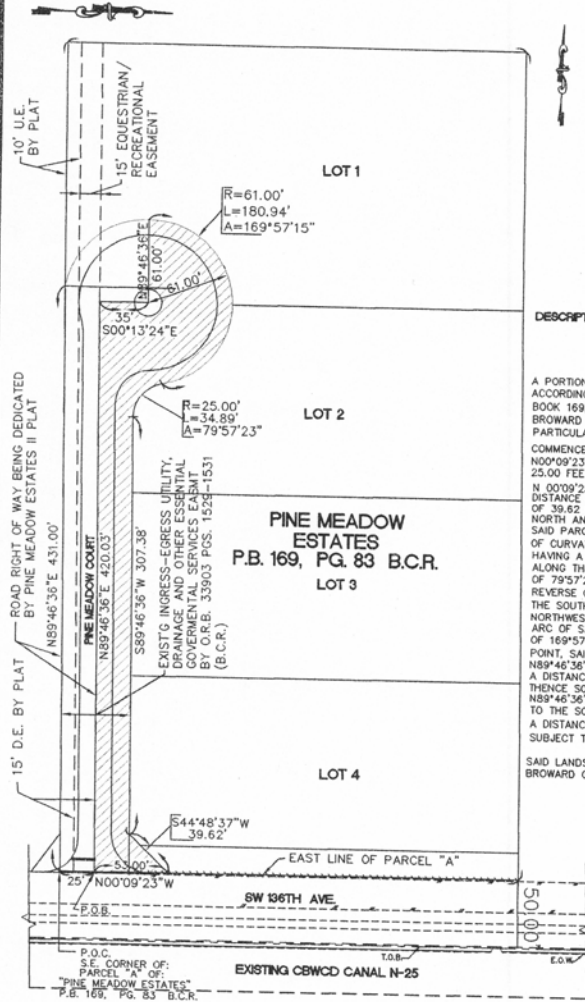 10' U.E.
BY PLAT
15' EQUESTRIAN/
RECREATIONAL
EASEMENT
LOT 1
R=61.00'
L=180.94'
A=169°57'15"
N89°46'36"E
61.00'
61.00'
35'
S00°13'24"E
R=25.00'
L=34.89'
A=79°57'23"
LOT 2
ROAD RIGHT OF WAY BEING DEDICATED
BY PINE MEADOW ESTATES II PLAT
N89°46'36"E 431.00'
PINE MEADOW COURT
N89°46'36"E 420.03'
S89°46'36"W 307.38'
EXIST'G INGRESS-EGRESS UTILITY,
DRAINAGE AND OTHER ESSENTIAL
GOVERMENTAL SERVICES EASMT
BY O.R.B. 33903 PGS. 1529-1531
(B.C.R.)
PINE MEADOW
ESTATES
P.B. 169, PG. 83 B.C.R.
LOT 3
15' D.E. BY PLAT
LOT 4
S44°48'37"W
39.62'
EAST LINE OF PARCEL "A"
53.00'
25'
N00°09'23"W
P.O.B.
SW 136TH AVE.
50.00'
P.O.C.
S.E. CORNER OF:
PARCEL "A" OF:
"PINE MEADOW ESTATES"
P.B. 169, PG. 83 B.C.R.
T.O.B.
E.O.W.
EXISTING CBWCD CANAL N-25
DESCRIPT
A PORTION
ACCORDING
BOOK 169
BROWARD
PARTICULA
COMMENCE
N00°09'23
25.00 FEE
N 00°09'2
DISTANCE
OF 39.62
NORTH AN
SAID PARC
OF CURVA
HAVING A
ALONG TH
OF 79°57'2
REVERSE
THE SOUT
NORTHWES
ARC OF S
OF 169°57
POINT, SAI
N89°46'36
A DISTANC
THENCE SO
N89°46'36
TO THE SO
A DISTANC
SUBJECT T
SAID LANDS
BROWARD C